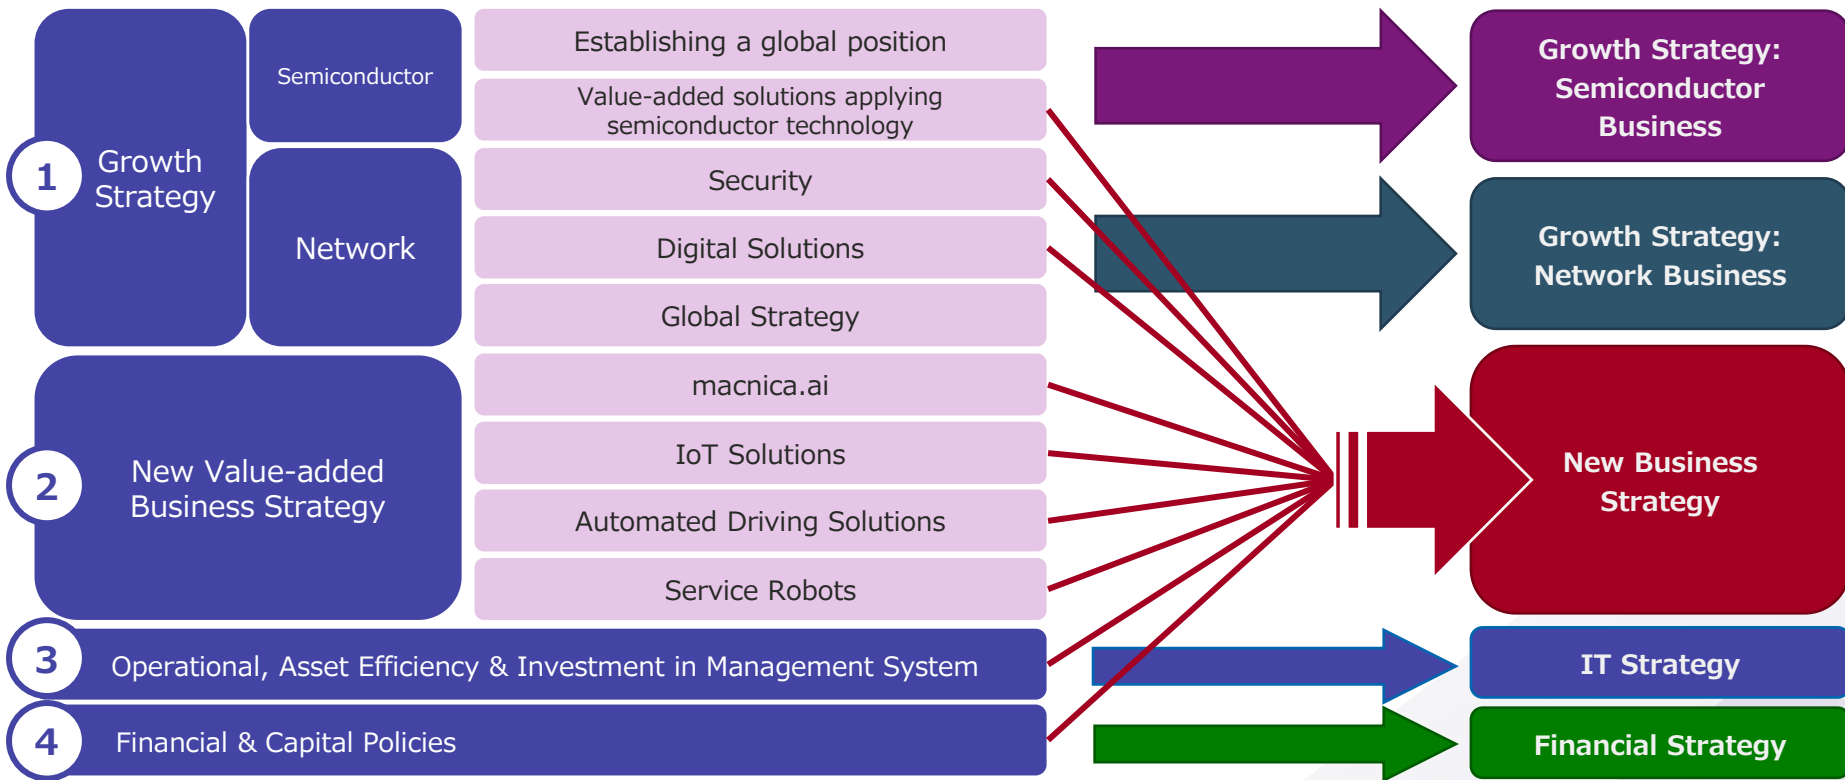 1
Growth
Strategy
Semiconductor
Network
Establishing a global position
Value-added solutions applying
semiconductor technology
Security
Digital Solutions
Global Strategy
2
New Value-added
Business Strategy
macnica.ai
IoT Solutions
Automated Driving Solutions
Service Robots
3
Operational, Asset Efficiency & Investment in Management System
4
Financial & Capital Policies
Growth Strategy:
Semiconductor
Business
Growth Strategy:
Network Business
New Business
Strategy
IT Strategy
Financial Strategy